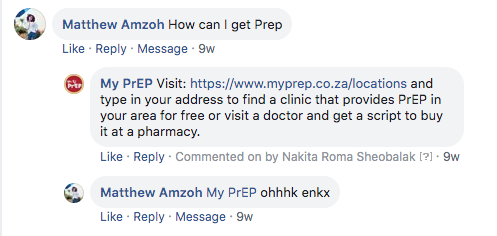 Matthew Amzoh How can I get Prep
Like · Reply · Message · 9w
My PrEP Visit: https://www.myprep.co.za/locations and
type in your address to find a clinic that provides PrEP in
your area for free or visit a doctor and get a script to buy
it at a pharmacy.
Like · Reply · Commented on by Nakita Roma Sheobalak [?] · 9w
Matthew Amzoh My PrEP ohhhk enkx
Like · Reply · Message · 9w